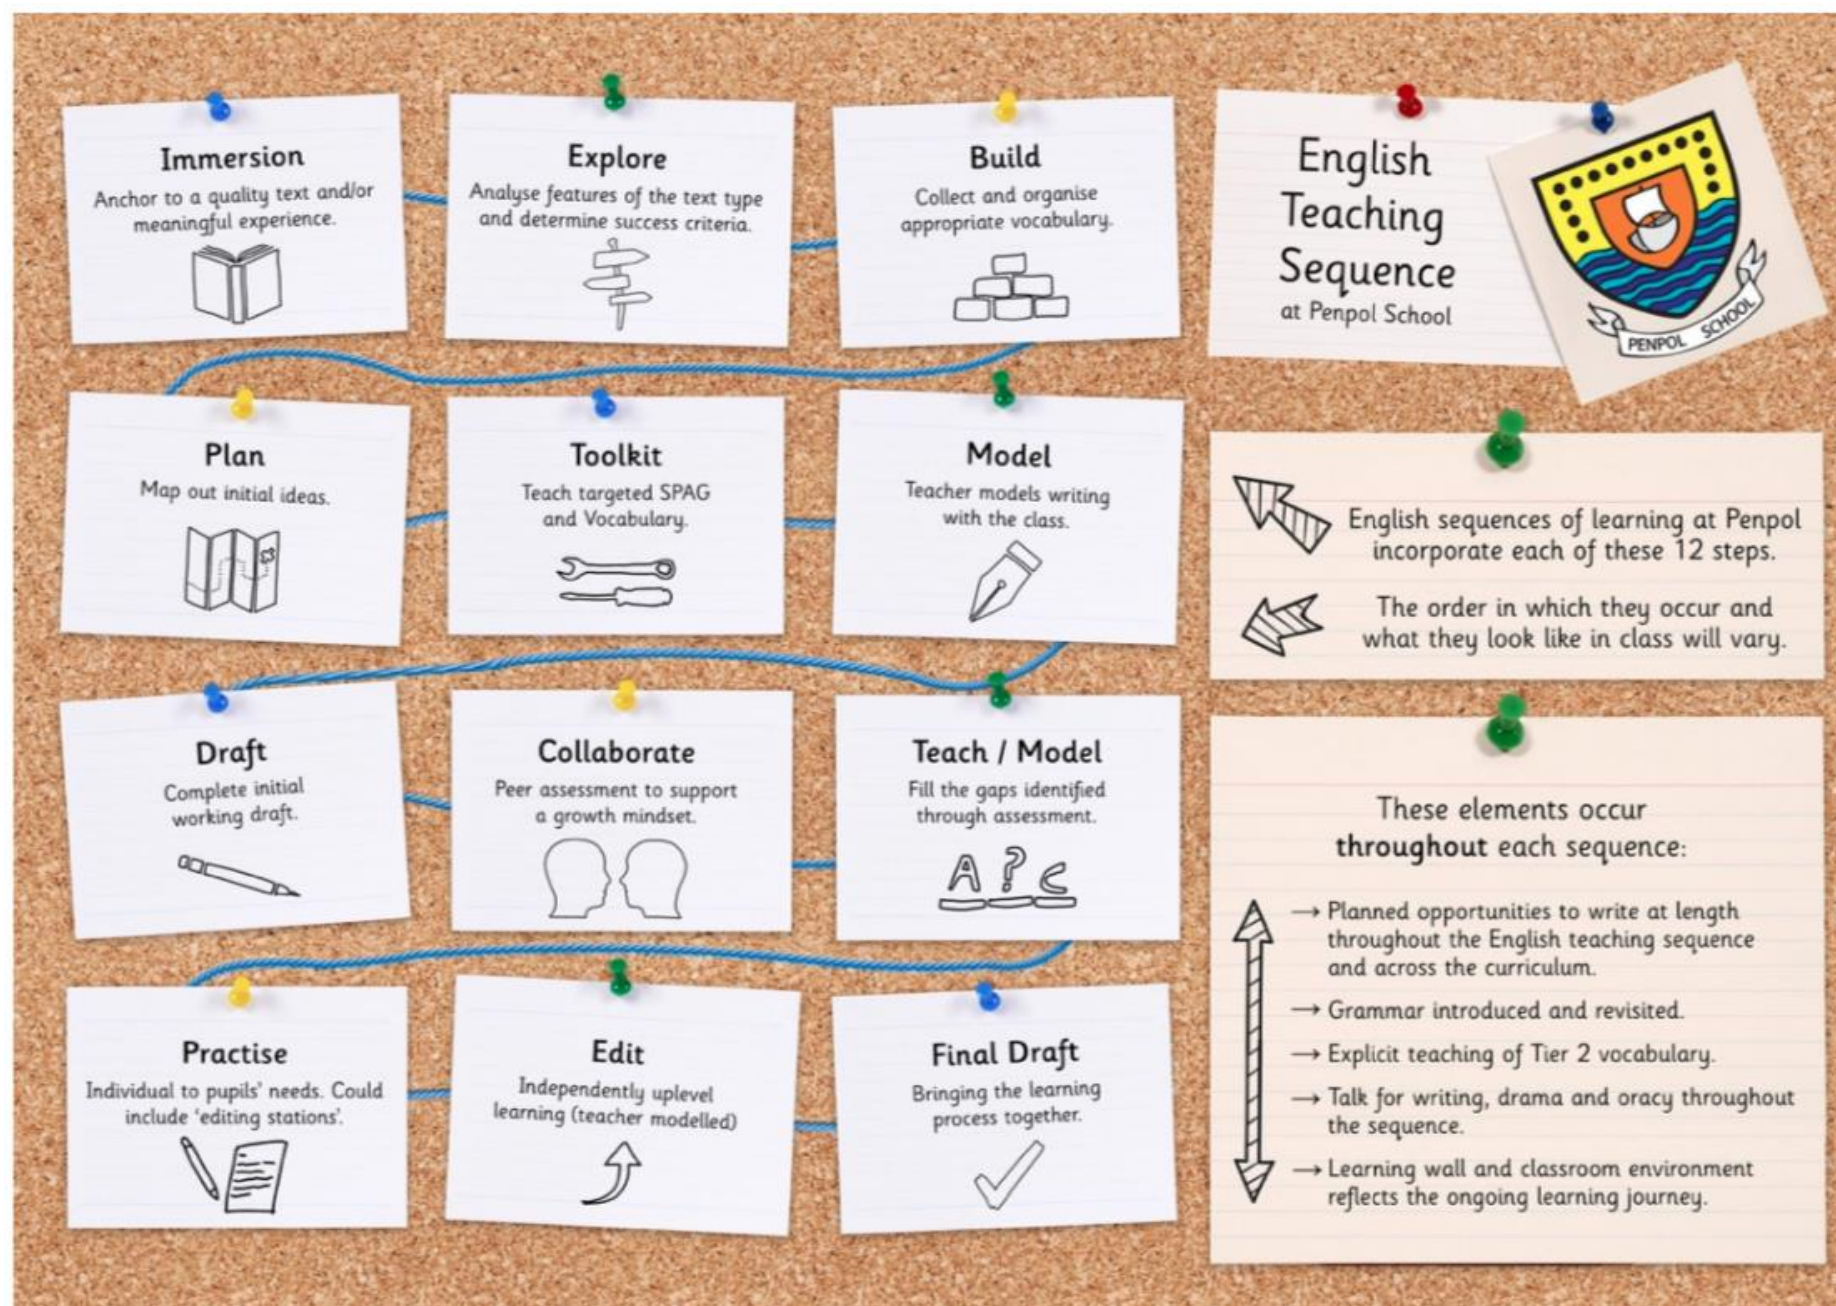 Immersion
Anchor to a quality text and/or
meaningful experience.
Explore
Analyse features of the text type
and determine success criteria.
Build
Collect and organise
appropriate vocabulary.
English
Teaching
Sequence
at Penpol School
PENPOL SCHOOL
Plan
Map out initial ideas.
Toolkit
Teach targeted SPAG
and Vocabulary.
Model
Teacher models writing
with the class.
English sequences of learning at Penpol
incorporate each of these 12 steps.
The order in which they occur and
what they look like in class will vary.
Draft
Complete initial
working draft.
Collaborate
Peer assessment to support
a growth mindset.
Teach / Model
Fill the gaps identified
through assessment.
A ? C
Practise
Individual to pupils' needs. Could
include 'editing stations'.
Edit
Independently uplevel
learning (teacher modelled)
Final Draft
Bringing the learning
process together.
These elements occur
throughout each sequence:
→ Planned opportunities to write at length
throughout the English teaching sequence
and across the curriculum.
→ Grammar introduced and revisited.
→ Explicit teaching of Tier 2 vocabulary.
→ Talk for writing, drama and oracy throughout
the sequence.
→ Learning wall and classroom environment
reflects the ongoing learning journey.